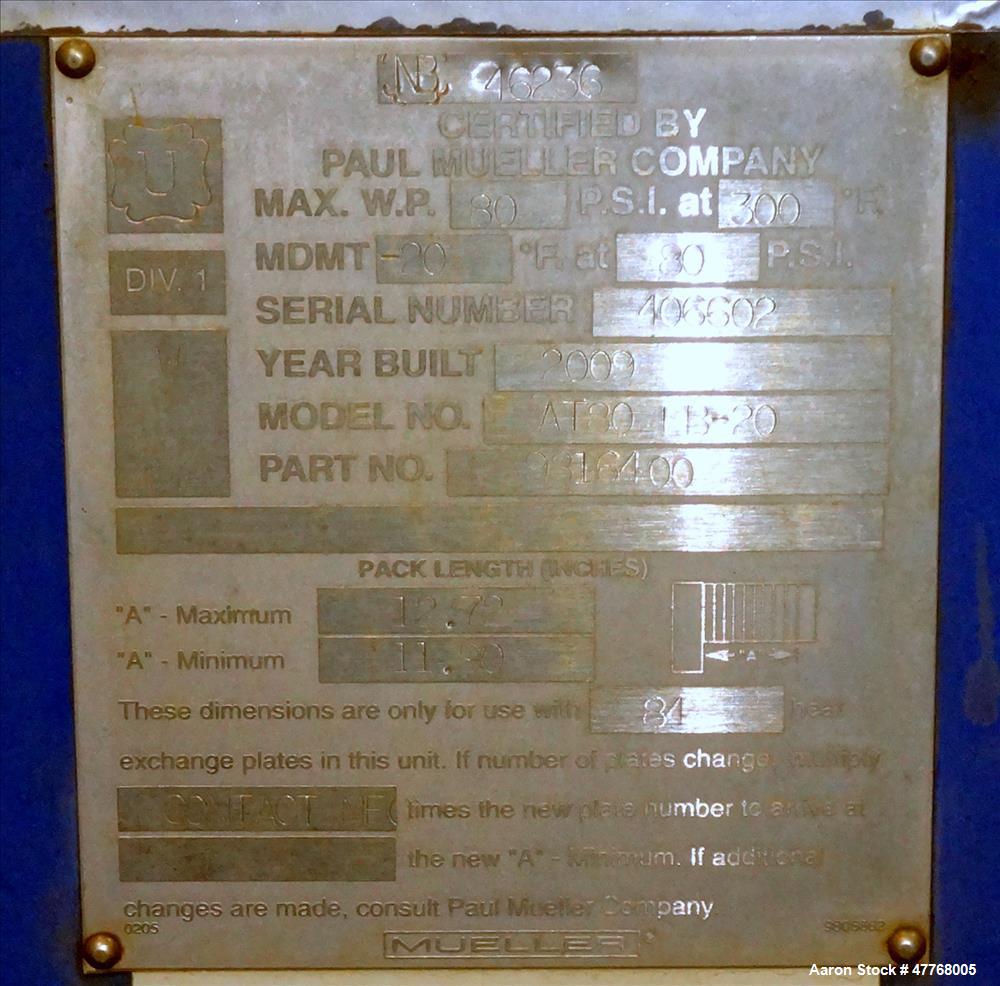 NB 46236
CERTIFIED BY
PAUL MUELLER COMPANY
U
MAX. W.P. 80 P.S.I. at 300 °F.
MDMT -20 °F. at 80 P.S.I.
DIV. 1
SERIAL NUMBER 406602
YEAR BUILT 2009
MODEL NO. AT80 B-20
PART NO. 9816400
PACK LENGTH (INCHES)
"A" - Maximum 12.72
"A" - Minimum
"A"
These dimensions are only for use with 84 heat
exchange plates in this unit. If number of plates change, multiply
CONTACT MFG times the new plate number to arrive at
the new "A" - Minimum. If additional
changes are made, consult Paul Mueller Company.
0205
MUELLER®
Aaron Stock # 47768005